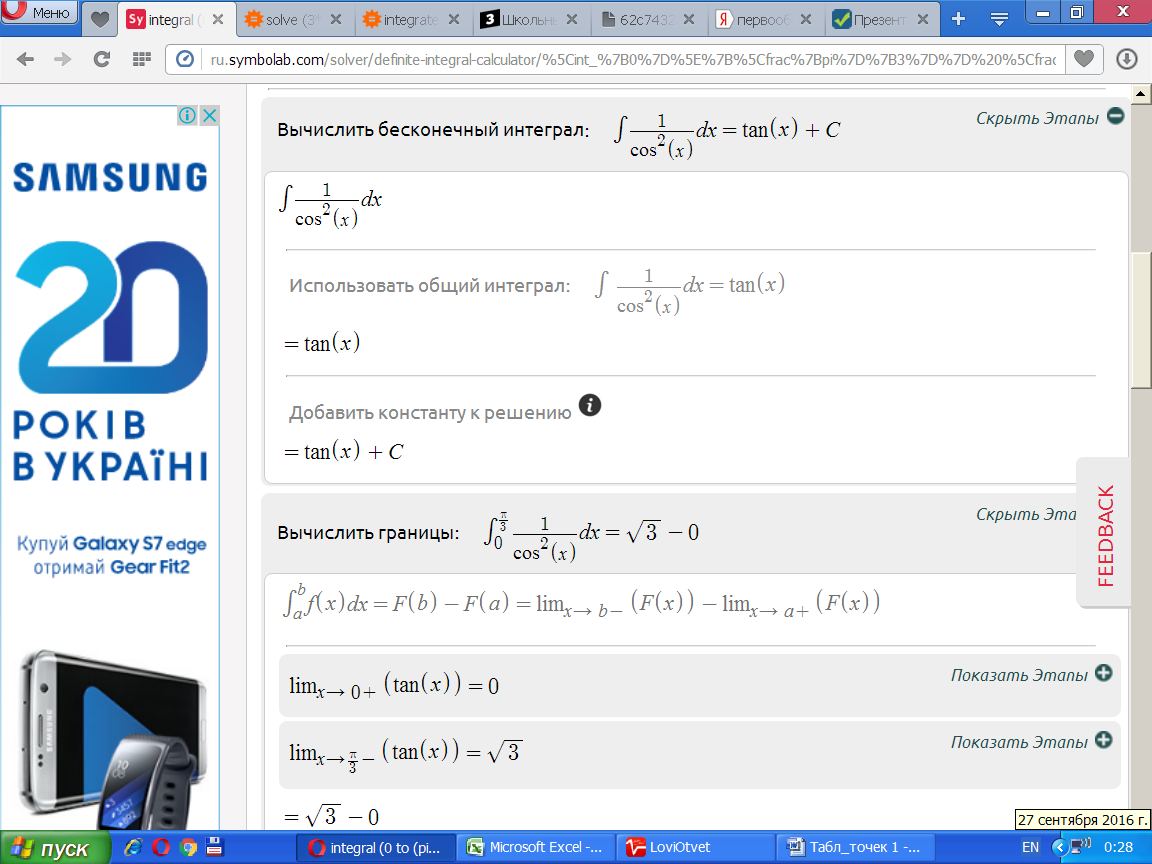 Меню
integral (
solve (3^
integrate
Школьнь
62c7432
первооб
Презент
ru.symbolab.com/solver/definite-integral-calculator/%5Cint_%7B0%7D%5E%7B%5Cfrac%7Bpi%7D%7B3%7D%7D%20%5Cfrac
Вычислить бесконечный интеграл: ∫ 1/cos²(x) dx = tan(x) + C
Скрыть Этапы
∫ 1/cos²(x) dx
Использовать общий интеграл: ∫ 1/cos²(x) dx = tan(x)
= tan(x)
Добавить константу к решению
= tan(x) + C
Вычислить границы: ∫₀^(π/3) 1/cos²(x) dx = √3 − 0
Скрыть Эта
∫ₐᵇ f(x)dx = F(b) − F(a) = lim x→ b− (F(x)) − lim x→ a+ (F(x))
lim x→ 0+ (tan(x)) = 0
Показать Этапы
lim x→ π/3 − (tan(x)) = √3
Показать Этапы
= √3 − 0
FEEDBACK
SAMSUNG
20
РОКІВ
В УКРАЇНІ
Купуй Galaxy S7 edge
отримай Gear Fit2
27 сентября 2016 г.
пуск
integral (0 to (pi...
Microsoft Excel -...
LoviOtvet
Табл_точек 1 -...
EN
0:28